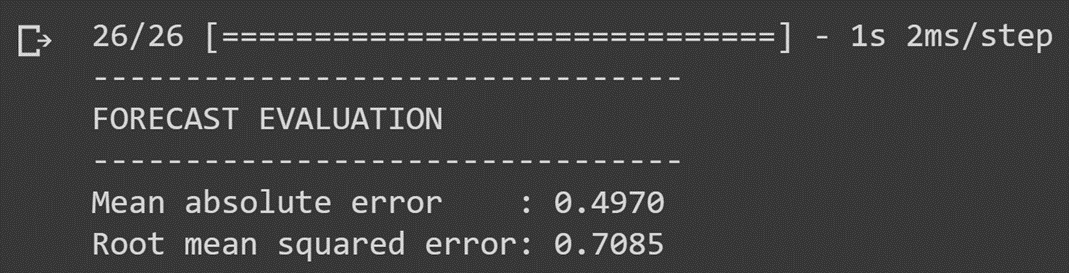 26/26 [==============================] - 1s 2ms/step
--------------------------------
FORECAST EVALUATION
--------------------------------
Mean absolute error    : 0.4970
Root mean squared error: 0.7085